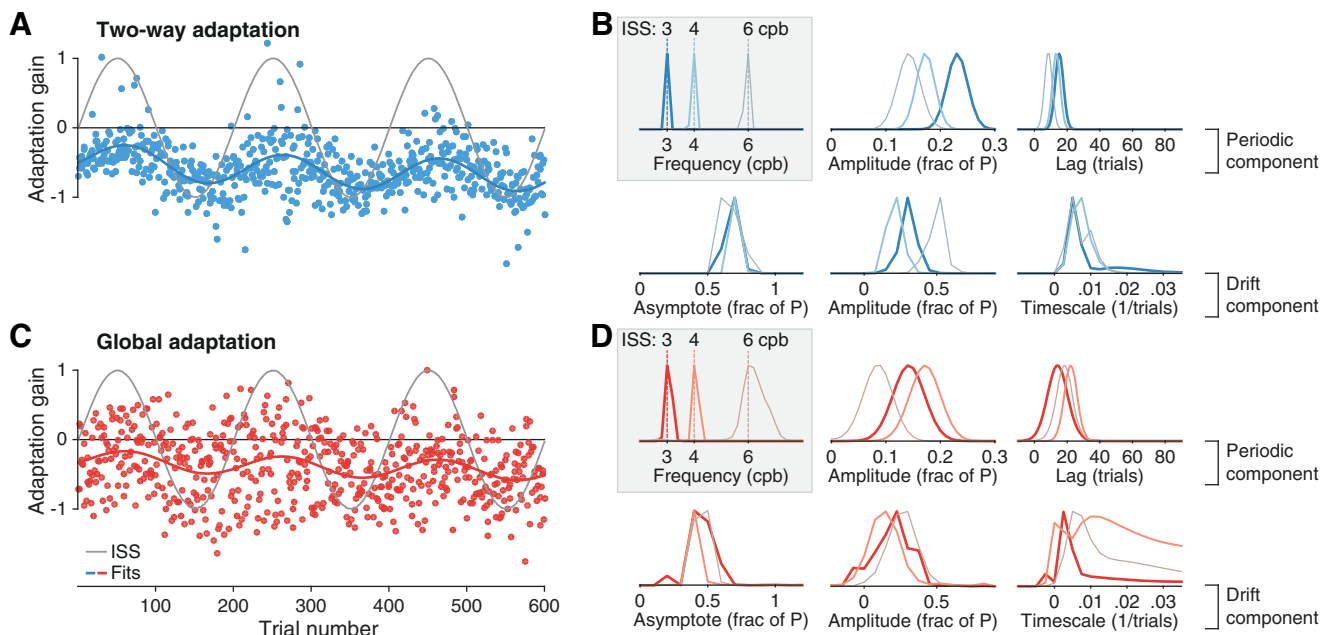 A
Two-way adaptation
Adaptation gain
1
0
-1
B
ISS: 3 4 6 cpb
3 4 6
Frequency (cpb)
0 0.1 0.2 0.3
Amplitude (frac of P)
0 20 40 60 80
Lag (trials)
Periodic
component
0 0.5 1
Asymptote (frac of P)
0 0.5
Amplitude (frac of P)
0 .01 .02 .03
Timescale (1/trials)
Drift
component
C
Global adaptation
Adaptation gain
1
0
-1
ISS
Fits
100 200 300 400 500 600
Trial number
D
ISS: 3 4 6 cpb
3 4 6
Frequency (cpb)
0 0.1 0.2 0.3
Amplitude (frac of P)
0 20 40 60 80
Lag (trials)
Periodic
component
0 0.5 1
Asymptote (frac of P)
0 0.5
Amplitude (frac of P)
0 .01 .02 .03
Timescale (1/trials)
Drift
component